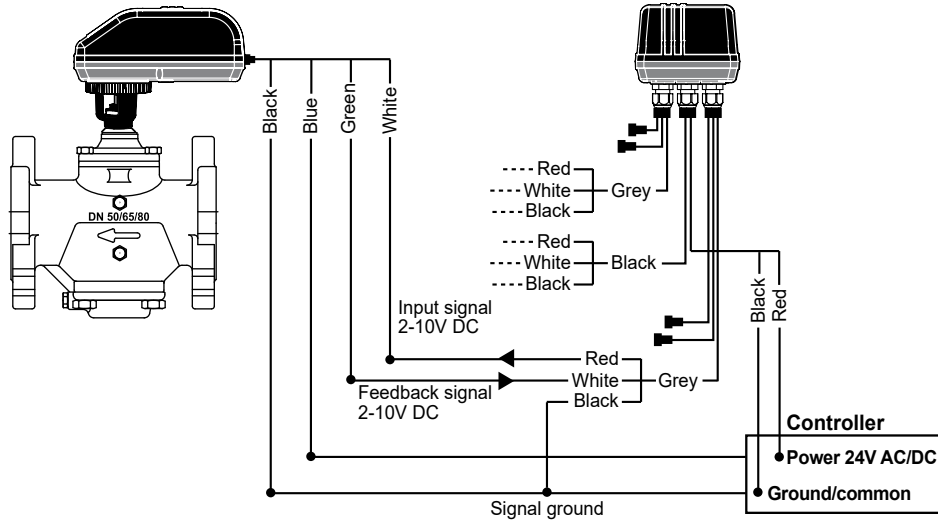 Black
Blue
Green
White
DN 50/65/80
Red
White
Grey
Black
Red
White
Black
Black
Black
Red
Input signal
2-10V DC
Red
White
Grey
Black
Feedback signal
2-10V DC
Controller
Power 24V AC/DC
Ground/common
Signal ground